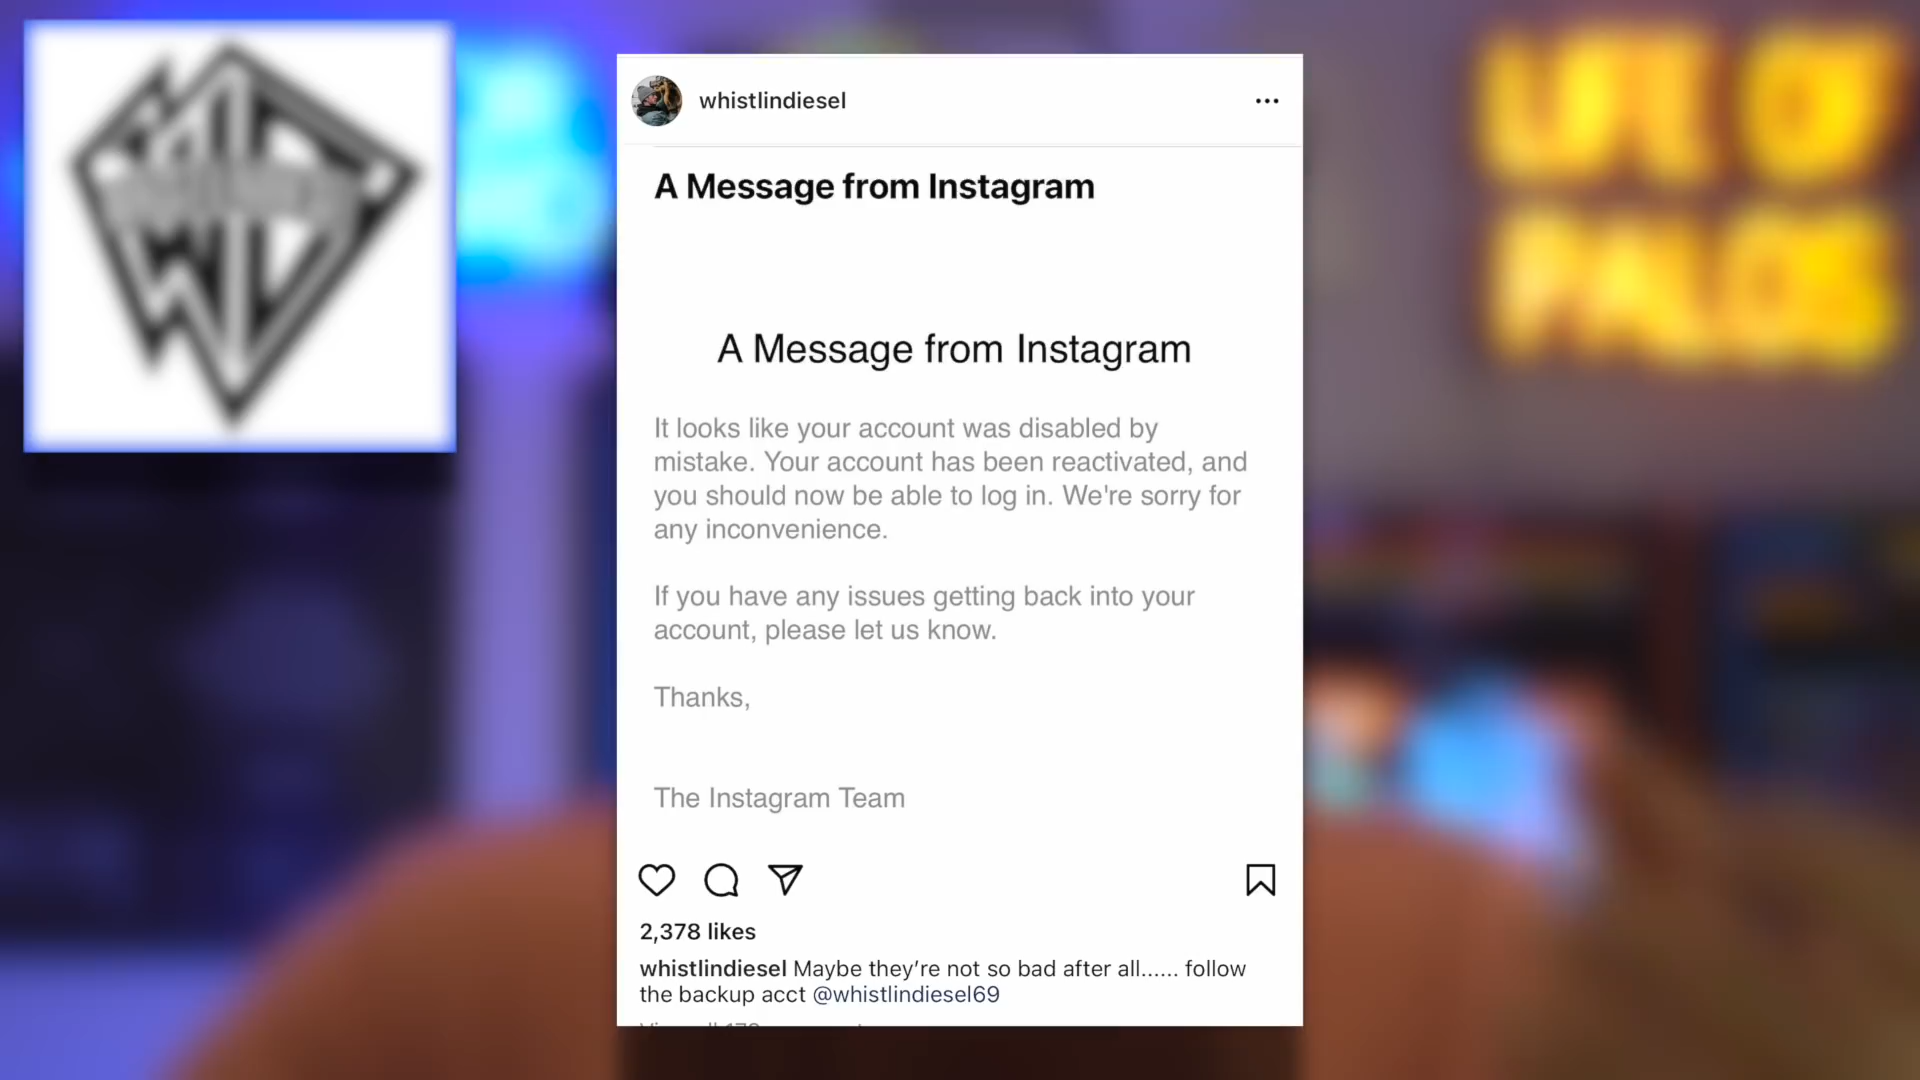 LIFE OF
PALOS
whistlindiesel
A Message from Instagram
A Message from Instagram
It looks like your account was disabled by
mistake. Your account has been reactivated, and
you should now be able to log in. We're sorry for
any inconvenience.
If you have any issues getting back into your
account, please let us know.
Thanks,
The Instagram Team
2,378 likes
whistlindiesel Maybe they’re not so bad after all...... follow
the backup acct @whistlindiesel69